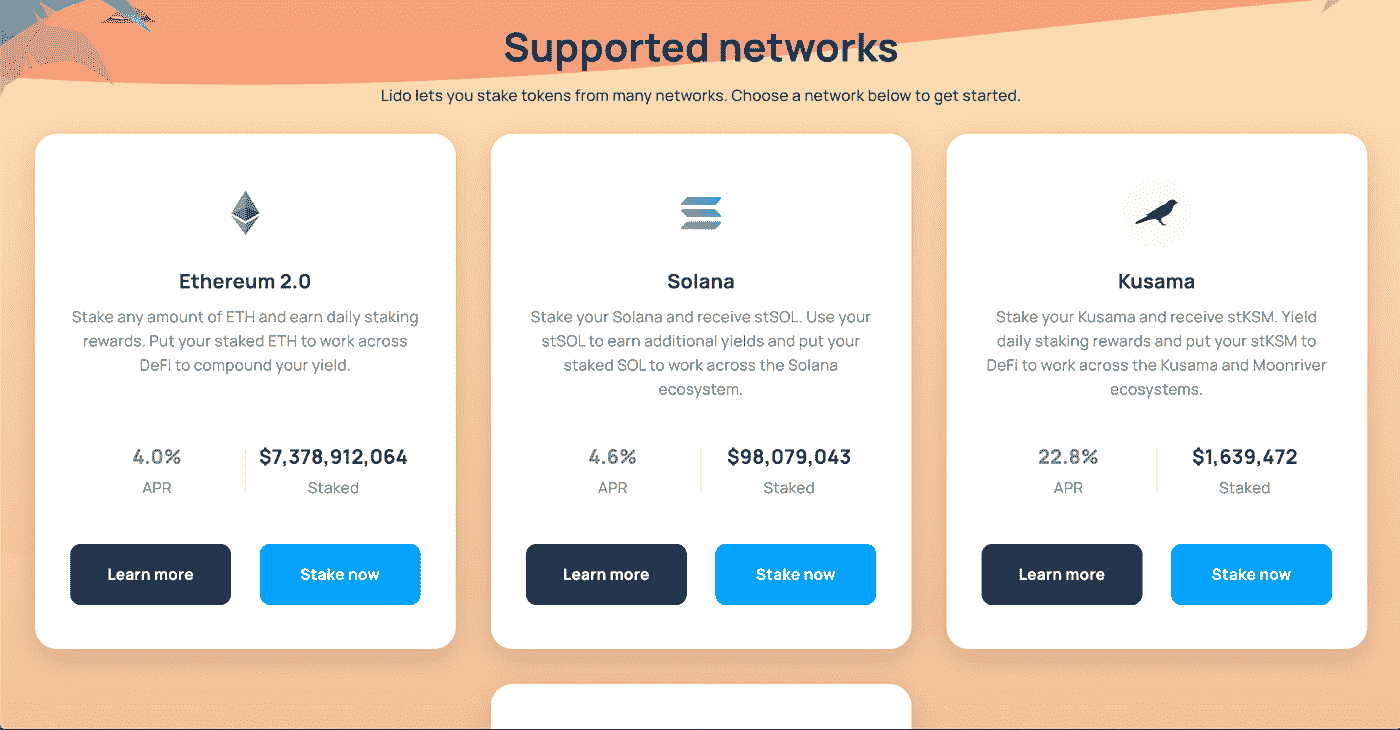 Supported networks
Lido lets you stake tokens from many networks. Choose a network below to get started.
Ethereum 2.0
Stake any amount of ETH and earn daily staking
rewards. Put your staked ETH to work across
DeFi to compound your yield.
4.0%
$7,378,912,064
APR
Staked
Learn more
Stake now
Solana
Stake your Solana and receive stSOL. Use your
stSOL to earn additional yields and put your
staked SOL to work across the Solana
ecosystem.
4.6%
$98,079,043
APR
Staked
Learn more
Stake now
Kusama
Stake your Kusama and receive stKSM. Yield
daily staking rewards and put your stKSM to
DeFi to work across the Kusama and Moonriver
ecosystems.
22.8%
$1,639,472
APR
Staked
Learn more
Stake now